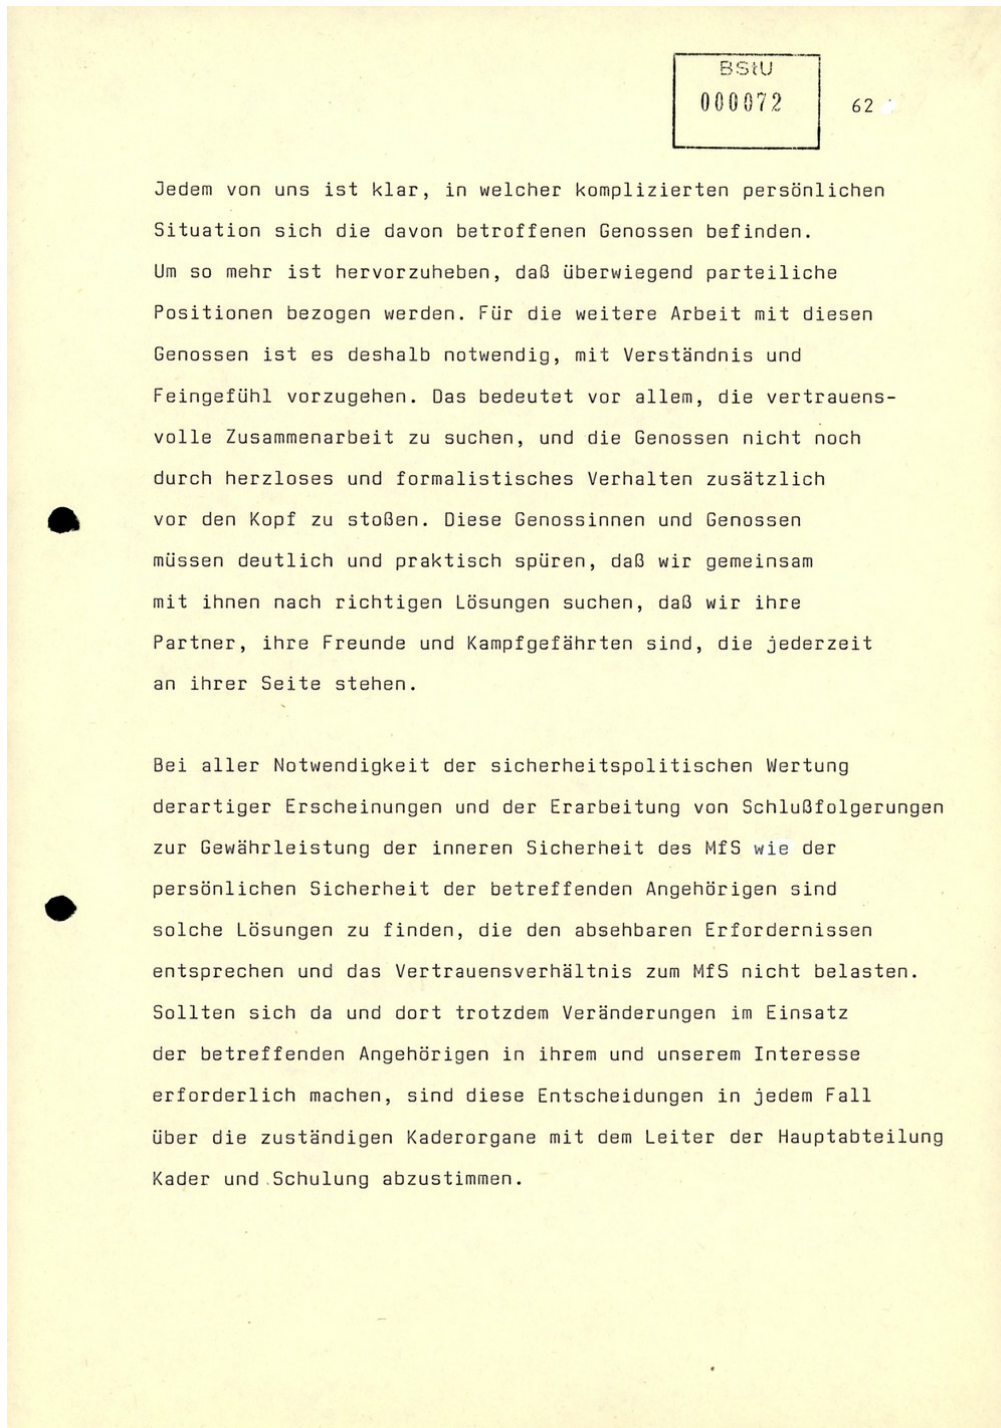 BStU
000072
62
Jedem von uns ist klar, in welcher komplizierten persönlichen
Situation sich die davon betroffenen Genossen befinden.
Um so mehr ist hervorzuheben, daß überwiegend parteiliche
Positionen bezogen werden. Für die weitere Arbeit mit diesen
Genossen ist es deshalb notwendig, mit Verständnis und
Feingefühl vorzugehen. Das bedeutet vor allem, die vertrauens-
volle Zusammenarbeit zu suchen, und die Genossen nicht noch
durch herzloses und formalistisches Verhalten zusätzlich
vor den Kopf zu stoßen. Diese Genossinnen und Genossen
müssen deutlich und praktisch spüren, daß wir gemeinsam
mit ihnen nach richtigen Lösungen suchen, daß wir ihre
Partner, ihre Freunde und Kampfgefährten sind, die jederzeit
an ihrer Seite stehen.
Bei aller Notwendigkeit der sicherheitspolitischen Wertung
derartiger Erscheinungen und der Erarbeitung von Schlußfolgerungen
zur Gewährleistung der inneren Sicherheit des MfS wie der
persönlichen Sicherheit der betreffenden Angehörigen sind
solche Lösungen zu finden, die den absehbaren Erfordernissen
entsprechen und das Vertrauensverhältnis zum MfS nicht belasten.
Sollten sich da und dort trotzdem Veränderungen im Einsatz
der betreffenden Angehörigen in ihrem und unserem Interesse
erforderlich machen, sind diese Entscheidungen in jedem Fall
über die zuständigen Kaderorgane mit dem Leiter der Hauptabteilung
Kader und Schulung abzustimmen.